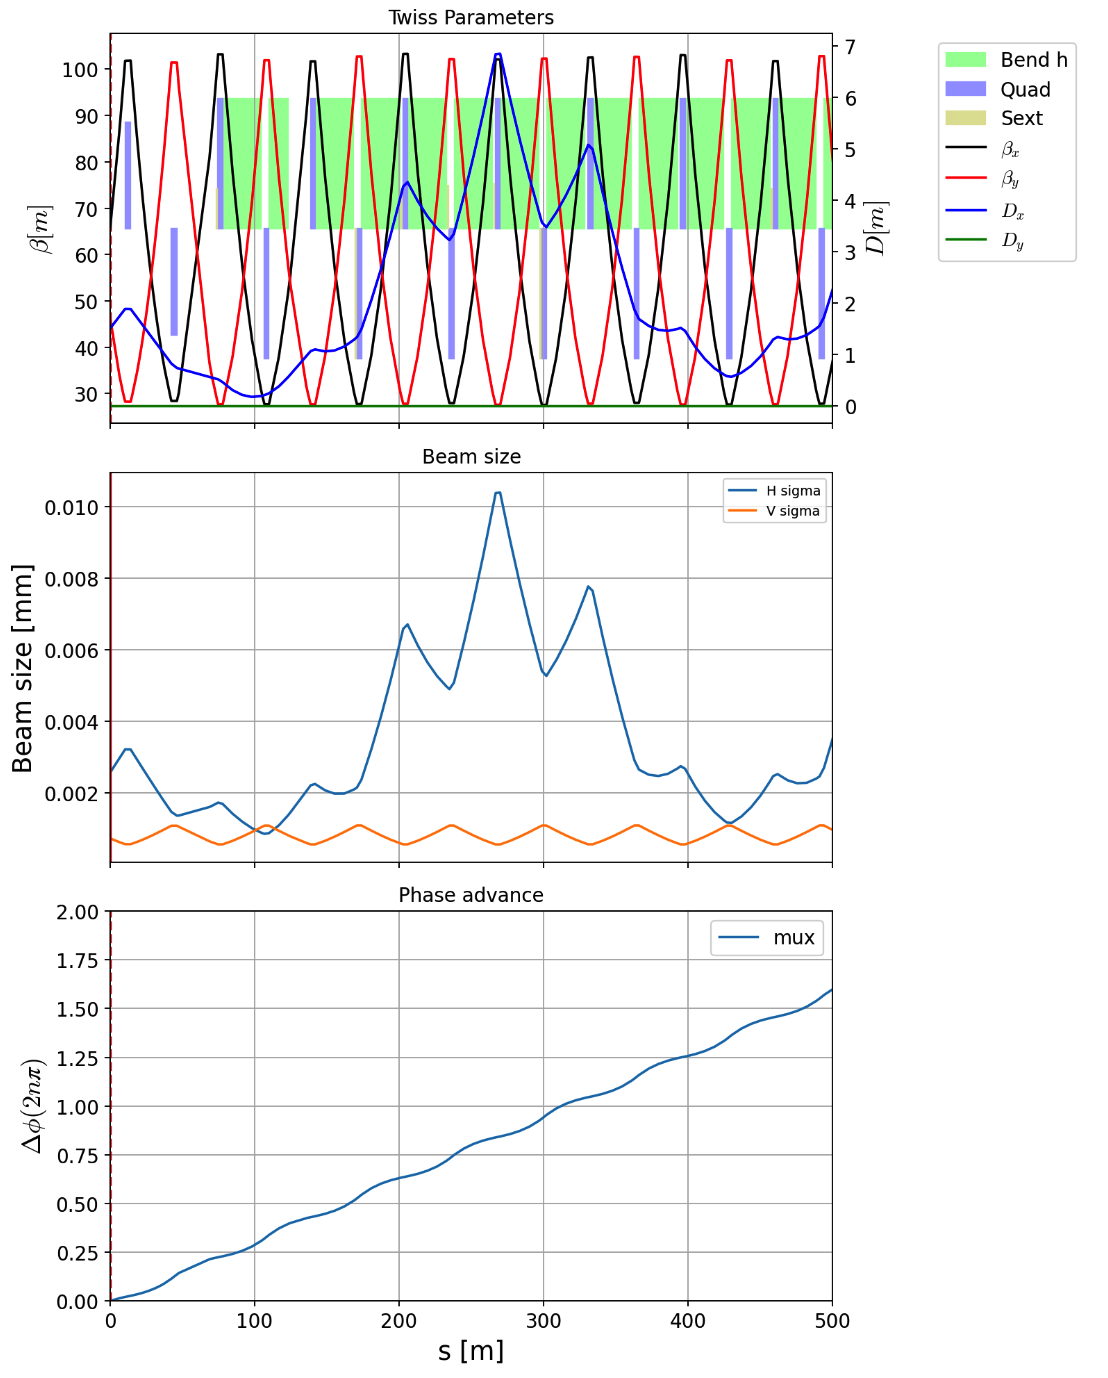 Twiss Parameters
100
90
80
70
60
50
40
30
β[m]
7
6
5
4
3
2
1
0
D[m]
Bend h
Quad
Sext
βx
βy
Dx
Dy
Beam size
0.010
0.008
0.006
0.004
0.002
Beam size [mm]
H sigma
V sigma
Phase advance
2.00
1.75
1.50
1.25
1.00
0.75
0.50
0.25
0.00
Δϕ(2nπ)
mux
0 100 200 300 400 500
s [m]